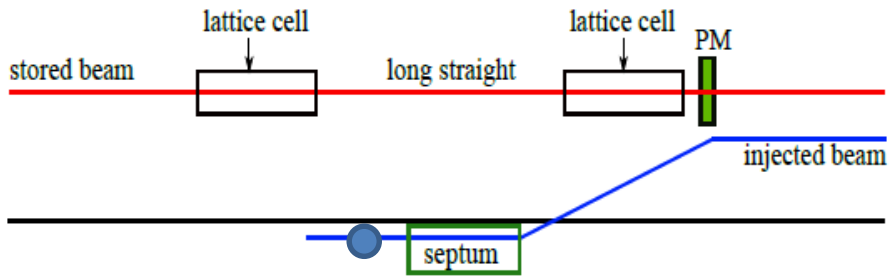 lattice cell
lattice cell
PM
stored beam
long straight
injected beam
septum